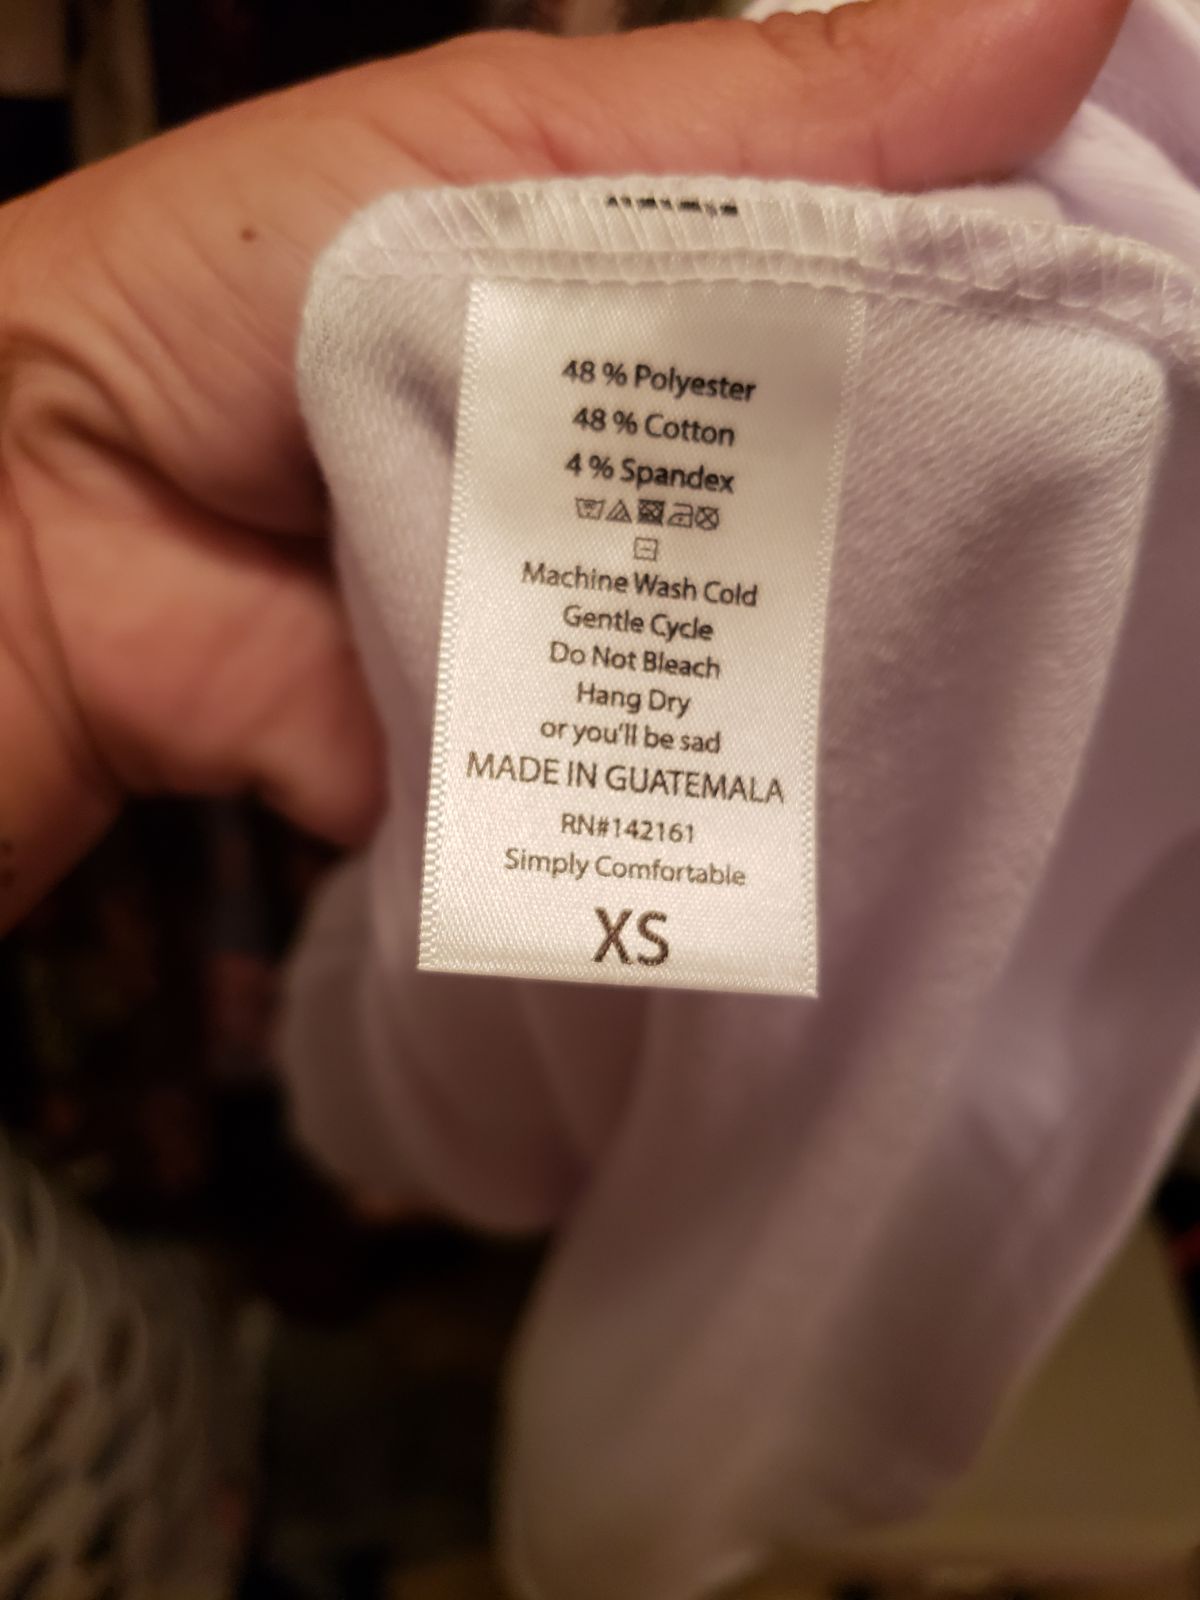 48 % Polyester
48 % Cotton
4 % Spandex
Machine Wash Cold
Gentle Cycle
Do Not Bleach
Hang Dry
or you'll be sad
MADE IN GUATEMALA
RN#142161
Simply Comfortable
XS